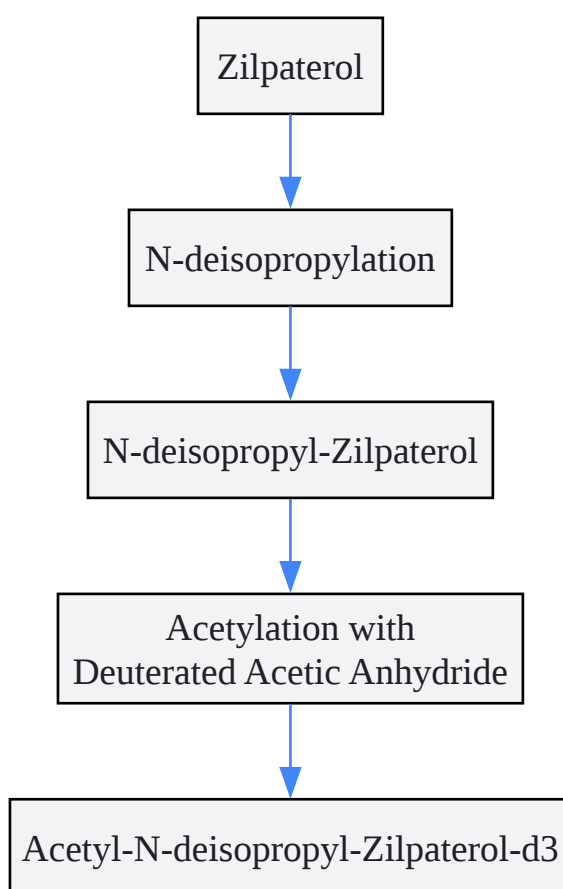 Zilpaterol
N-deisopropylation
N-deisopropyl-Zilpaterol
Acetylation with
Deuterated Acetic Anhydride
Acetyl-N-deisopropyl-Zilpaterol-d3